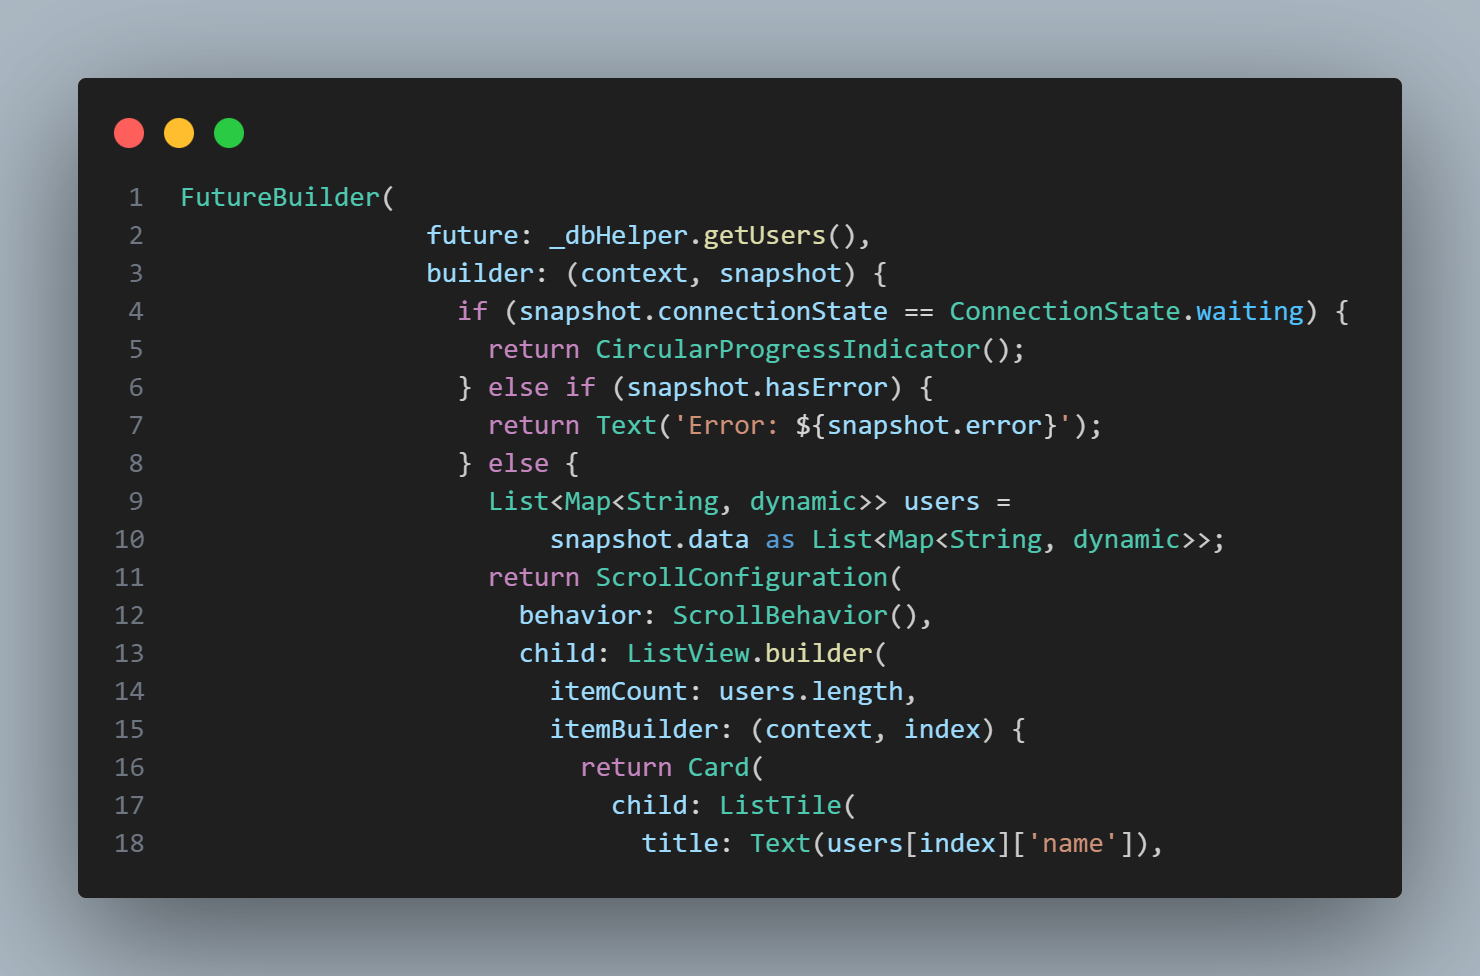 1 FutureBuilder(
2 future: _dbHelper.getUsers(),
3 builder: (context, snapshot) {
4 if (snapshot.connectionState == ConnectionState.waiting) {
5 return CircularProgressIndicator();
6 } else if (snapshot.hasError) {
7 return Text('Error: ${snapshot.error}');
8 } else {
9 List<Map<String, dynamic>> users =
10 snapshot.data as List<Map<String, dynamic>>;
11 return ScrollConfiguration(
12 behavior: ScrollBehavior(),
13 child: ListView.builder(
14 itemCount: users.length,
15 itemBuilder: (context, index) {
16 return Card(
17 child: ListTile(
18 title: Text(users[index]['name']),